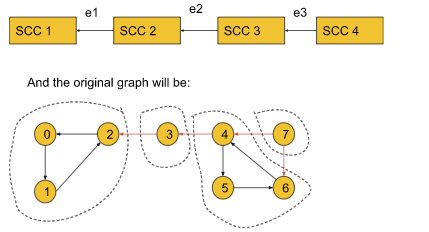 e1 e2 e3
SCC 1 SCC 2 SCC 3 SCC 4
And the original graph will be:
0 2 3 4 7
1 5 6